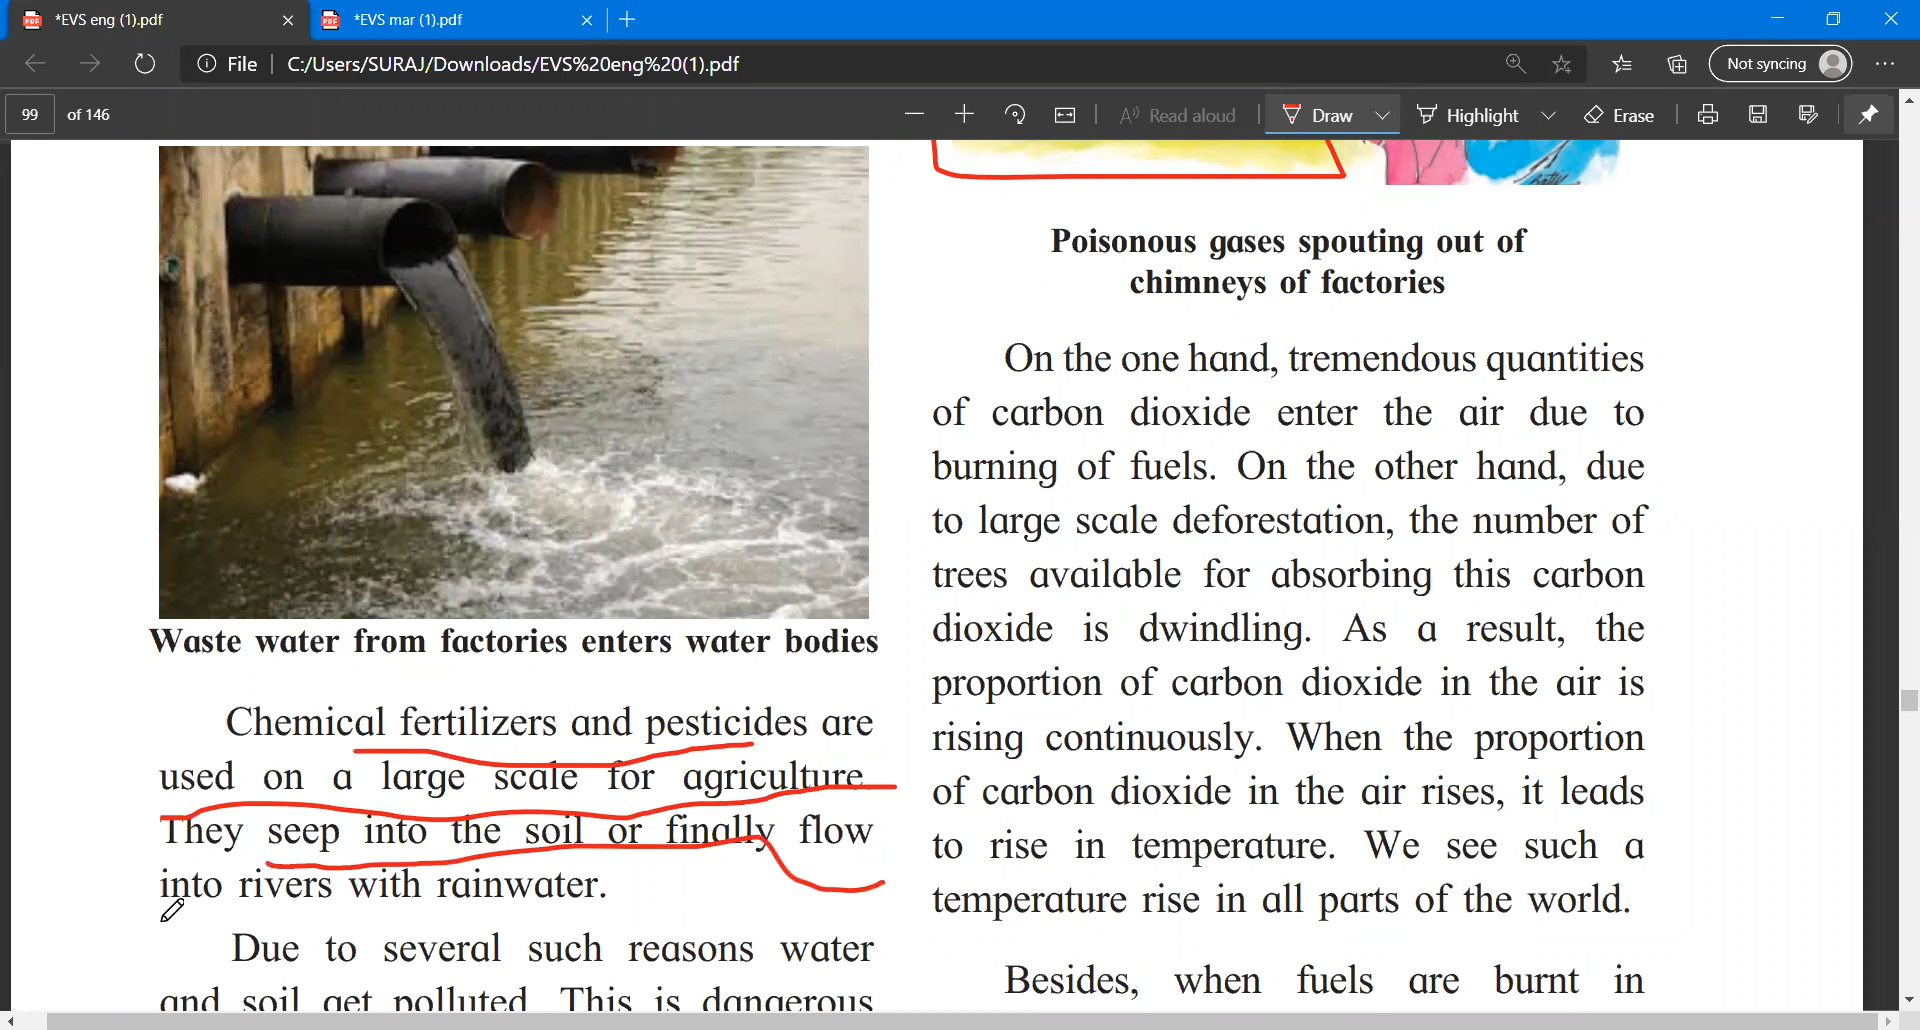 *EVS eng (1).pdf
*EVS mar (1).pdf
File
C:/Users/SURAJ/Downloads/EVS%20eng%20(1).pdf
Not syncing
99 of 146
Read aloud
Draw
Highlight
Erase
Waste water from factories enters water bodies
Chemical fertilizers and pesticides are
used on a large scale for agriculture.
They seep into the soil or finally flow
into rivers with rainwater.
Due to several such reasons water
and soil get polluted. This is dangerous
Poisonous gases spouting out of
chimneys of factories
On the one hand, tremendous quantities
of carbon dioxide enter the air due to
burning of fuels. On the other hand, due
to large scale deforestation, the number of
trees available for absorbing this carbon
dioxide is dwindling. As a result, the
proportion of carbon dioxide in the air is
rising continuously. When the proportion
of carbon dioxide in the air rises, it leads
to rise in temperature. We see such a
temperature rise in all parts of the world.
Besides, when fuels are burnt in